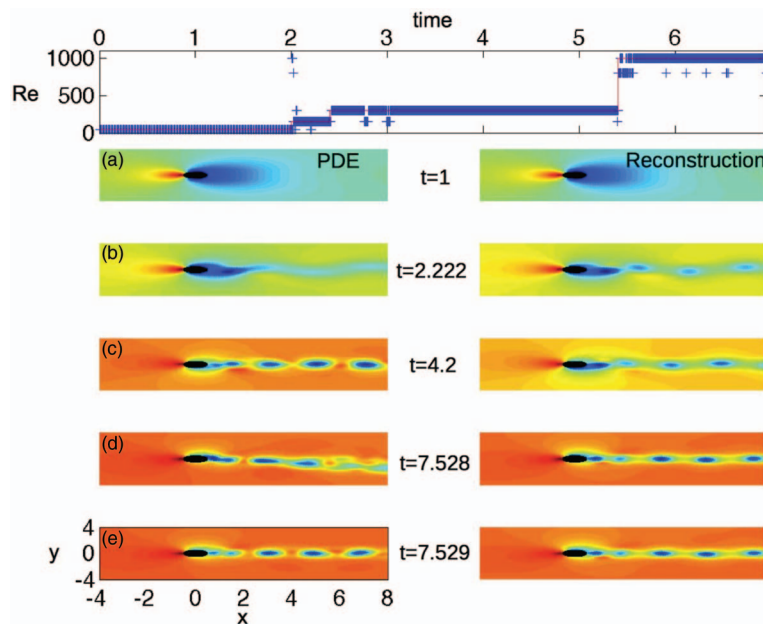 time
0 1 2 3 4 5 6
1000
Re 500
0
(a) PDE t=1 Reconstruction
(b) t=2.222
(c) t=4.2
(d) t=7.528
(e) t=7.529
4
y 0
-4
-4 -2 0 2 4 6 8
x